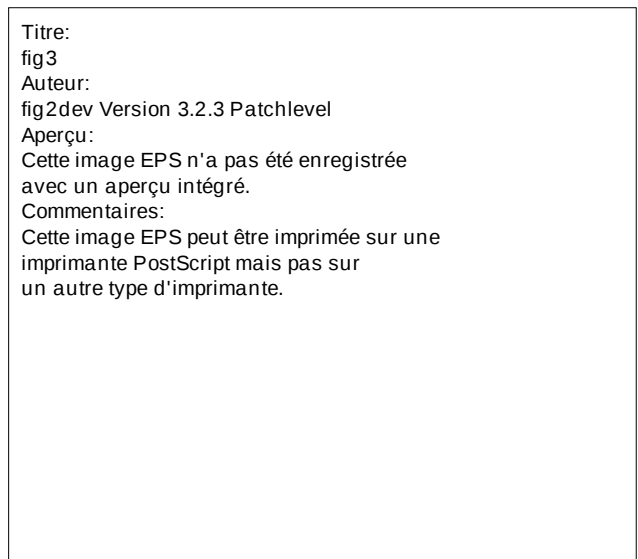 Titre:
fig3
Auteur:
fig2dev Version 3.2.3 Patchlevel
Aperçu:
Cette image EPS n'a pas été enregistrée
avec un aperçu intégré.
Commentaires:
Cette image EPS peut être imprimée sur une
imprimante PostScript mais pas sur
un autre type d'imprimante.